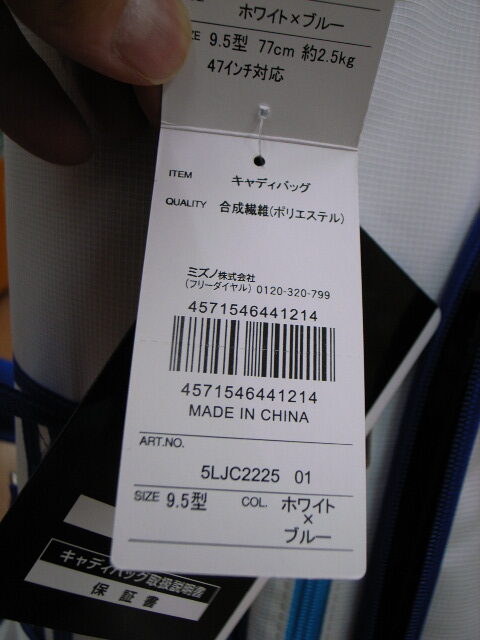 ホワイト×ブルー
ZE 9.5型 77cm 約2.5kg
47インチ対応
ITEM キャディバッグ
QUALITY 合成繊維(ポリエステル)
ミズノ株式会社
(フリーダイヤル) 0120-320-799
4571546441214
4571546441214
MADE IN CHINA
ART.NO.
5LJC2225 01
SIZE 9.5型 COL. ホワイト
×
ブルー
キャディバッグ取扱説明書
保証書